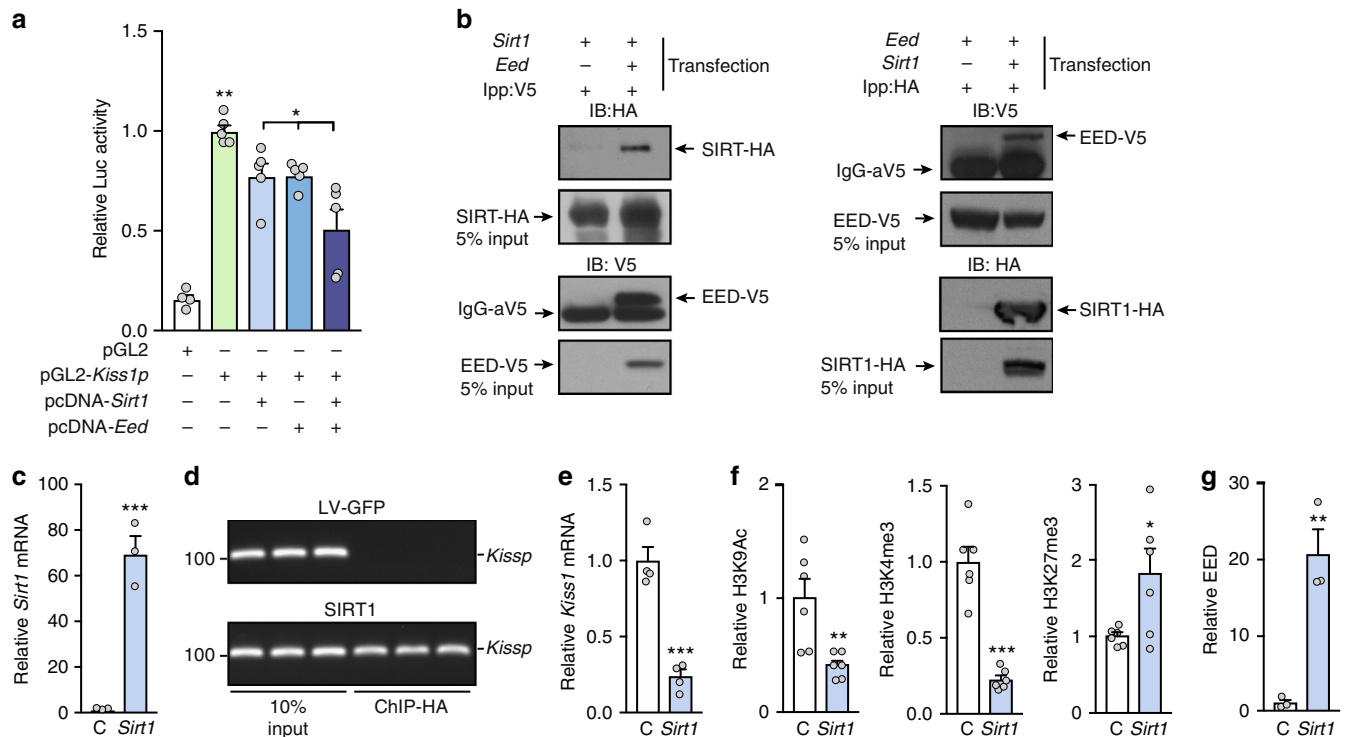 a
Relative Luc activity
1.5
1.0
0.5
0.0
**
*
pGL2 + – – – –
pGL2-Kiss1p – + + + +
pcDNA-Sirt1 – – + – +
pcDNA-Eed – – – + +
b
Sirt1 + +
Eed – +
Ipp:V5 + +
Transfection
IB:HA
SIRT-HA
SIRT-HA
5% input
IB: V5
IgG-aV5
EED-V5
EED-V5
5% input
Eed + +
Sirt1 – +
Ipp:HA + +
Transfection
IB:V5
EED-V5
IgG-aV5
EED-V5
5% input
IB: HA
SIRT1-HA
SIRT1-HA
5% input
c
Relative Sirt1 mRNA
100
80
60
40
20
0
***
C Sirt1
d
LV-GFP
100
Kissp
SIRT1
100
Kissp
10%
input
ChIP-HA
e
Relative Kiss1 mRNA
1.5
1.0
0.5
0.0
***
C Sirt1
f
Relative H3K9Ac
2
1
0
**
C Sirt1
Relative H3K4me3
1.5
1.0
0.5
0.0
***
C Sirt1
Relative H3K27me3
3
2
1
0
*
C Sirt1
g
Relative EED
30
20
10
0
**
C Sirt1